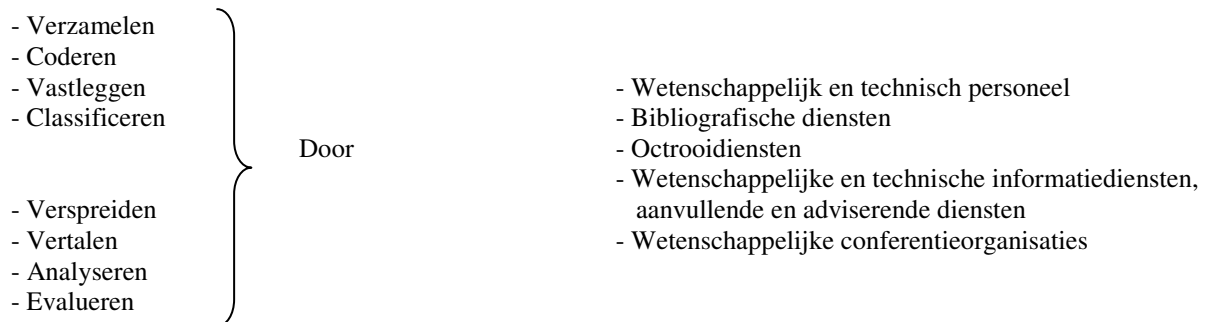 - Verzamelen
- Coderen
- Vastleggen
- Classificeren
- Verspreiden
- Vertalen
- Analyseren
- Evalueren
Door
- Wetenschappelijk en technisch personeel
- Bibliografische diensten
- Octrooidiensten
- Wetenschappelijke en technische informatiediensten,
aanvullende en adviserende diensten
- Wetenschappelijke conferentieorganisaties